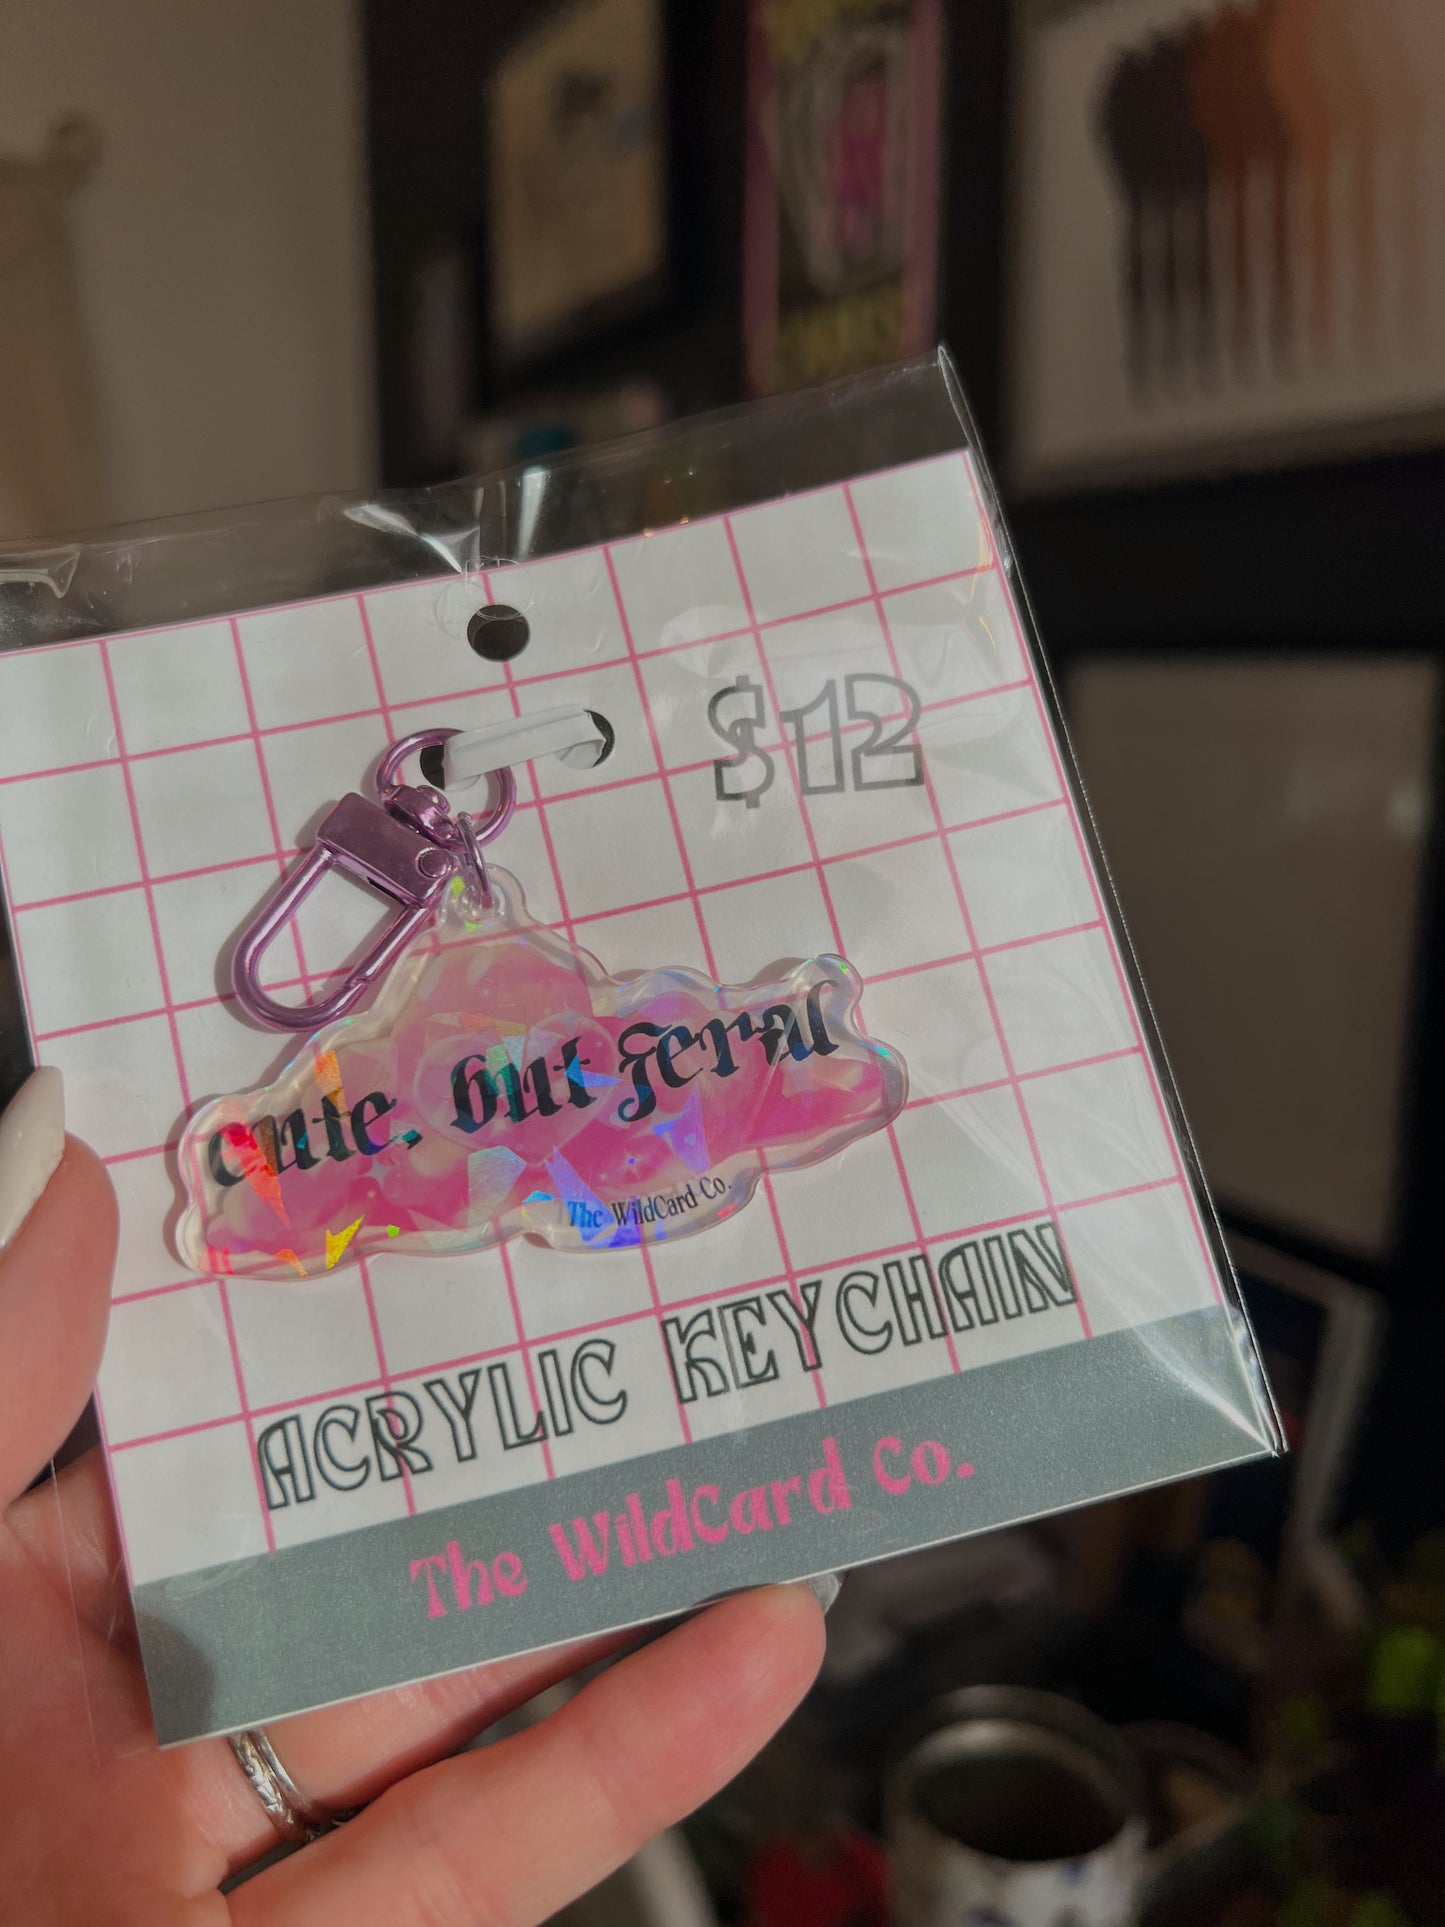 $12
cute, but feral
The WildCard Co.
ACRYLIC KEYCHAIN
The WildCard Co.